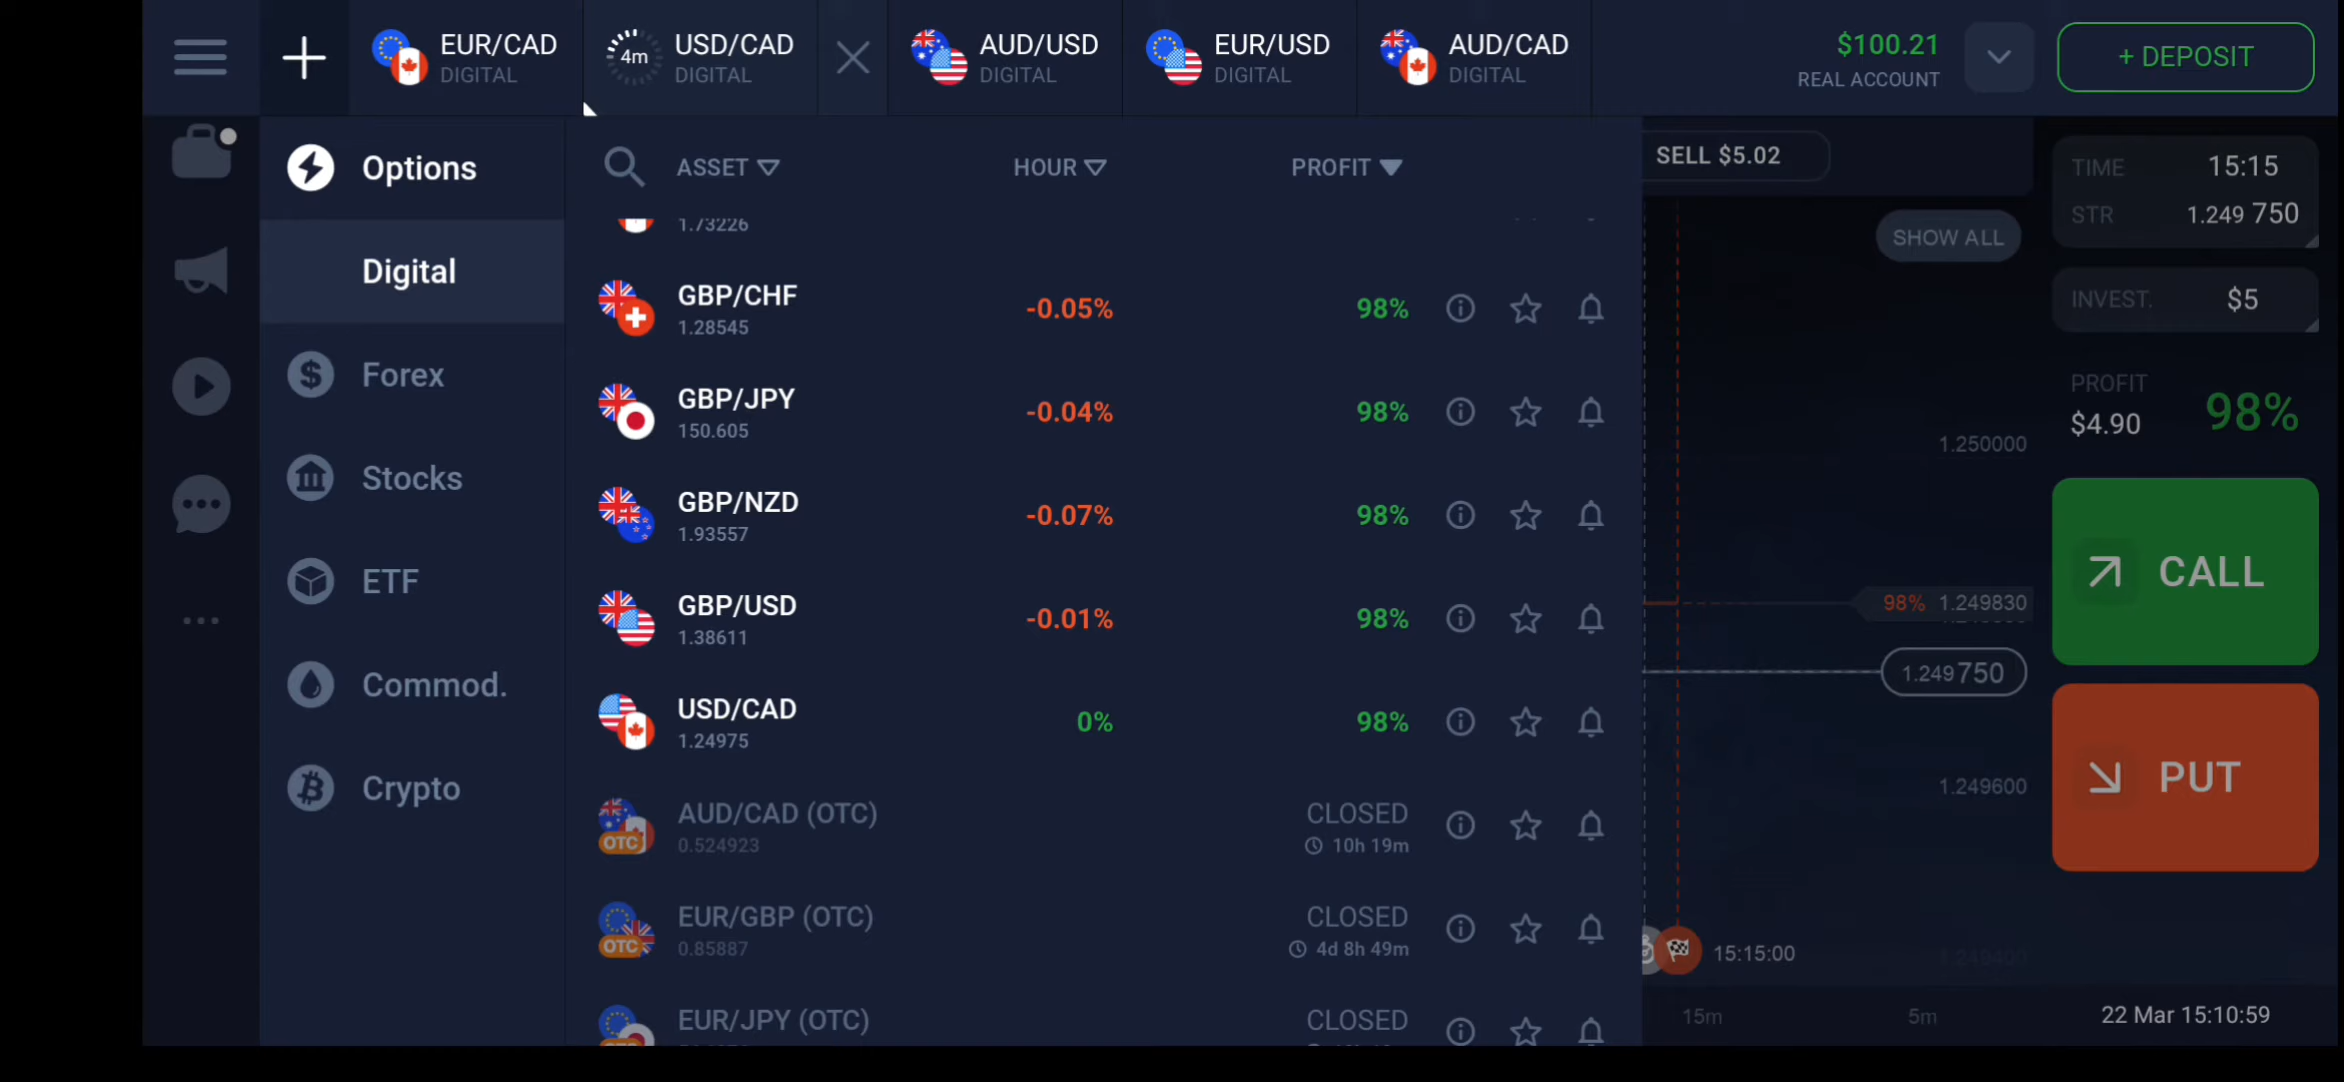 EUR/CAD
DIGITAL
4m
USD/CAD
DIGITAL
AUD/USD
DIGITAL
EUR/USD
DIGITAL
AUD/CAD
DIGITAL
$100.21
REAL ACCOUNT
+ DEPOSIT
Options
Digital
Forex
Stocks
ETF
Commod.
Crypto
ASSET
HOUR
PROFIT
1.73226
GBP/CHF
1.28545
-0.05%
98%
GBP/JPY
150.605
-0.04%
98%
GBP/NZD
1.93557
-0.07%
98%
GBP/USD
1.38611
-0.01%
98%
USD/CAD
1.24975
0%
98%
AUD/CAD (OTC)
0.524923
OTC
CLOSED
10h 19m
EUR/GBP (OTC)
0.85887
OTC
CLOSED
4d 8h 49m
EUR/JPY (OTC)
CLOSED
SELL $5.02
SHOW ALL
1.250000
98% 1.249830
1.249750
1.249600
15:15:00
1.249400
15m
5m
TIME 15:15
STR 1.249 750
INVEST. $5
PROFIT
$4.90
98%
CALL
PUT
22 Mar 15:10:59